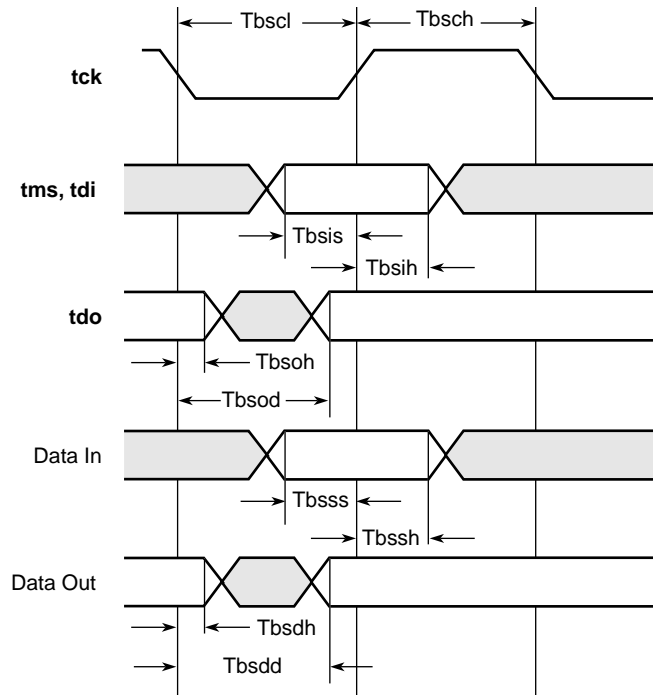 Tbscl
Tbsch
tck
tms, tdi
Tbsis
Tbsih
tdo
Tbsoh
Tbsod
Data In
Tbsss
Tbssh
Data Out
Tbsdh
Tbsdd